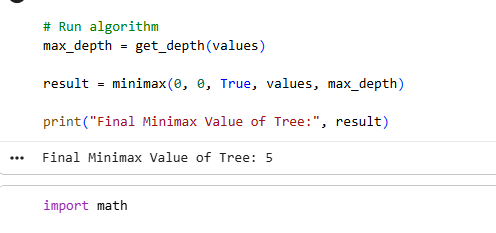 # Run algorithm
max_depth = get_depth(values)
result = minimax(0, 0, True, values, max_depth)
print("Final Minimax Value of Tree:", result)
Final Minimax Value of Tree: 5
import math